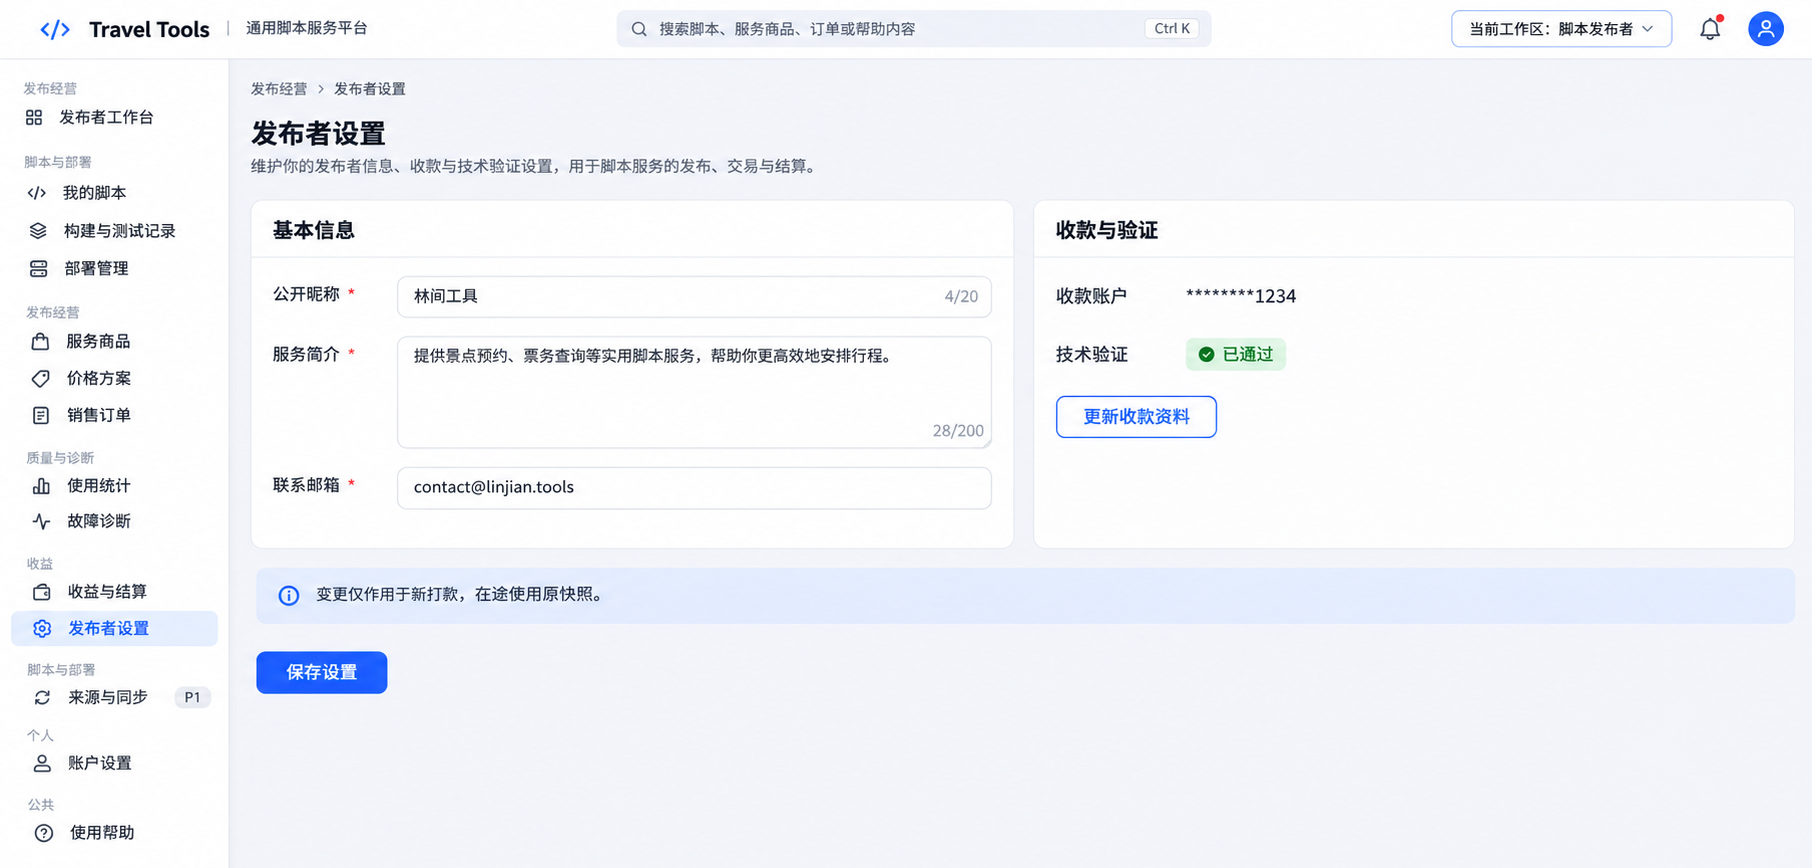 </> Travel Tools | 通用脚本服务平台
搜索脚本、服务商品、订单或帮助内容 Ctrl K
当前工作区：脚本发布者
发布经营
发布者工作台
脚本与部署
我的脚本
构建与测试记录
部署管理
发布经营
服务商品
价格方案
销售订单
质量与诊断
使用统计
故障诊断
收益
收益与结算
发布者设置
脚本与部署
来源与同步 P1
个人
账户设置
公共
使用帮助
发布经营 > 发布者设置
发布者设置
维护你的发布者信息、收款与技术验证设置，用于脚本服务的发布、交易与结算。
基本信息
公开昵称 * 林间工具 4/20
服务简介 * 提供景点预约、票务查询等实用脚本服务，帮助你更高效地安排行程。
28/200
联系邮箱 * contact@linjian.tools
收款与验证
收款账户 ********1234
技术验证 已通过
更新收款资料
变更仅作用于新打款，在途使用原快照。
保存设置